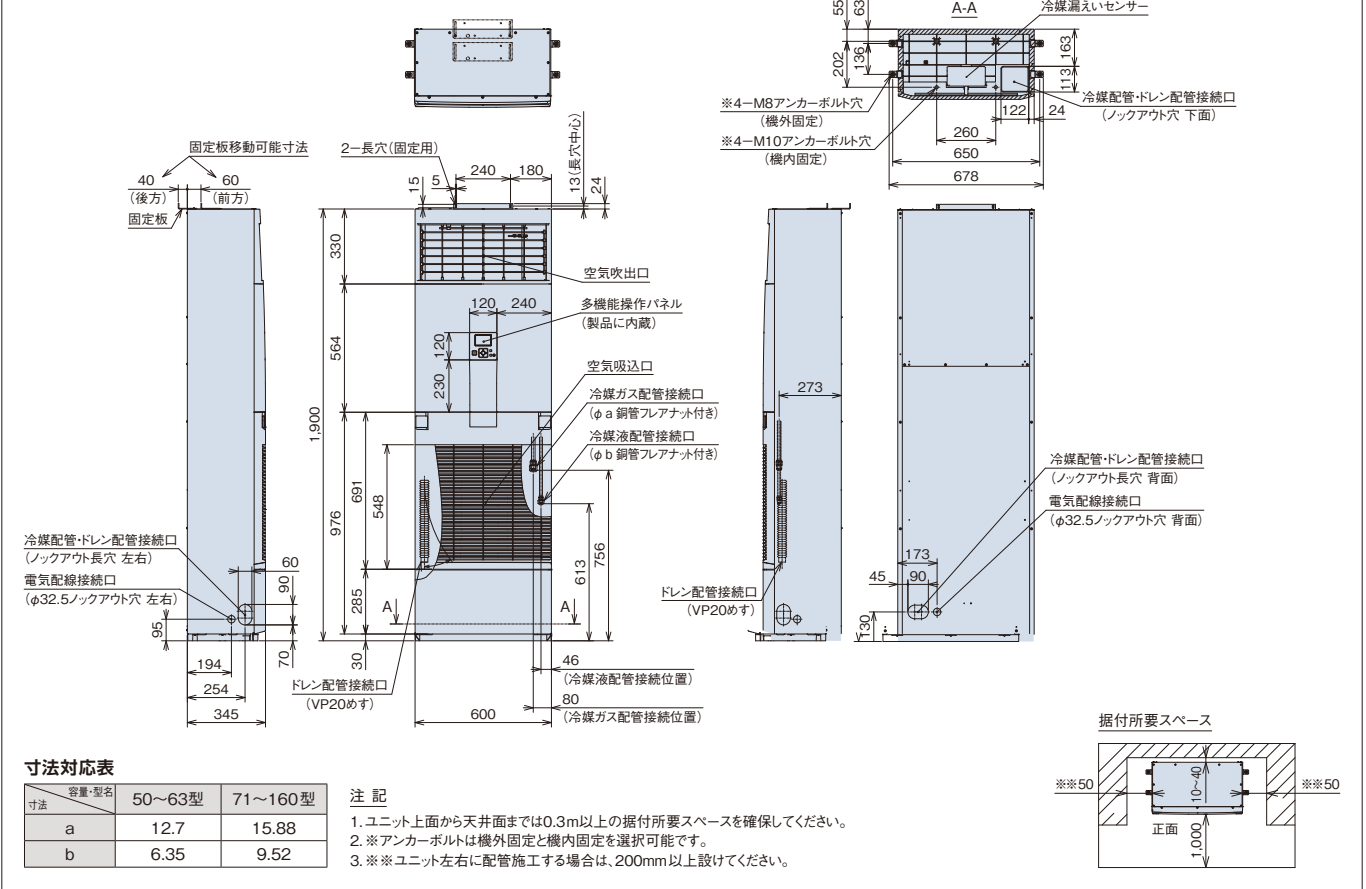 A-A
55
63
202
136
冷媒漏えいセンサー
163
113
※4－M8アンカーボルト穴
(機外固定)
※4－M10アンカーボルト穴
(機内固定)
冷媒配管・ドレン配管接続口
(ノックアウト穴 下面)
122
24
260
650
678
固定板移動可能寸法
40
(後方)
60
(前方)
固定板
2－長穴(固定用)
15
5
240
180
13(長穴中心)
24
330
564
1,900
空気吹出口
120
240
多機能操作パネル
(製品に内蔵)
120
230
空気吸込口
冷媒ガス配管接続口
(φa 銅管フレアナット付き)
冷媒液配管接続口
(φb 銅管フレアナット付き)
691
976
548
285
30
756
613
A
A
46
(冷媒液配管接続位置)
80
(冷媒ガス配管接続位置)
600
ドレン配管接続口
(VP20めす)
冷媒配管・ドレン配管接続口
(ノックアウト長穴 左右)
電気配線接続口
(φ32.5ノックアウト穴 左右)
60
90
95
70
194
254
345
273
ドレン配管接続口
(VP20めす)
冷媒配管・ドレン配管接続口
(ノックアウト長穴 背面)
電気配線接続口
(φ32.5ノックアウト穴 背面)
173
45
90
130
据付所要スペース
※※50
10～40
※※50
正面
1,000
寸法対応表
容量・型名
寸法
50～63型
71～160型
a
12.7
15.88
b
6.35
9.52
注 記
1. ユニット上面から天井面までは0.3m以上の据付所要スペースを確保してください。
2. ※アンカーボルトは機外固定と機内固定を選択可能です。
3. ※※ユニット左右に配管施工する場合は、200mm以上設けてください。